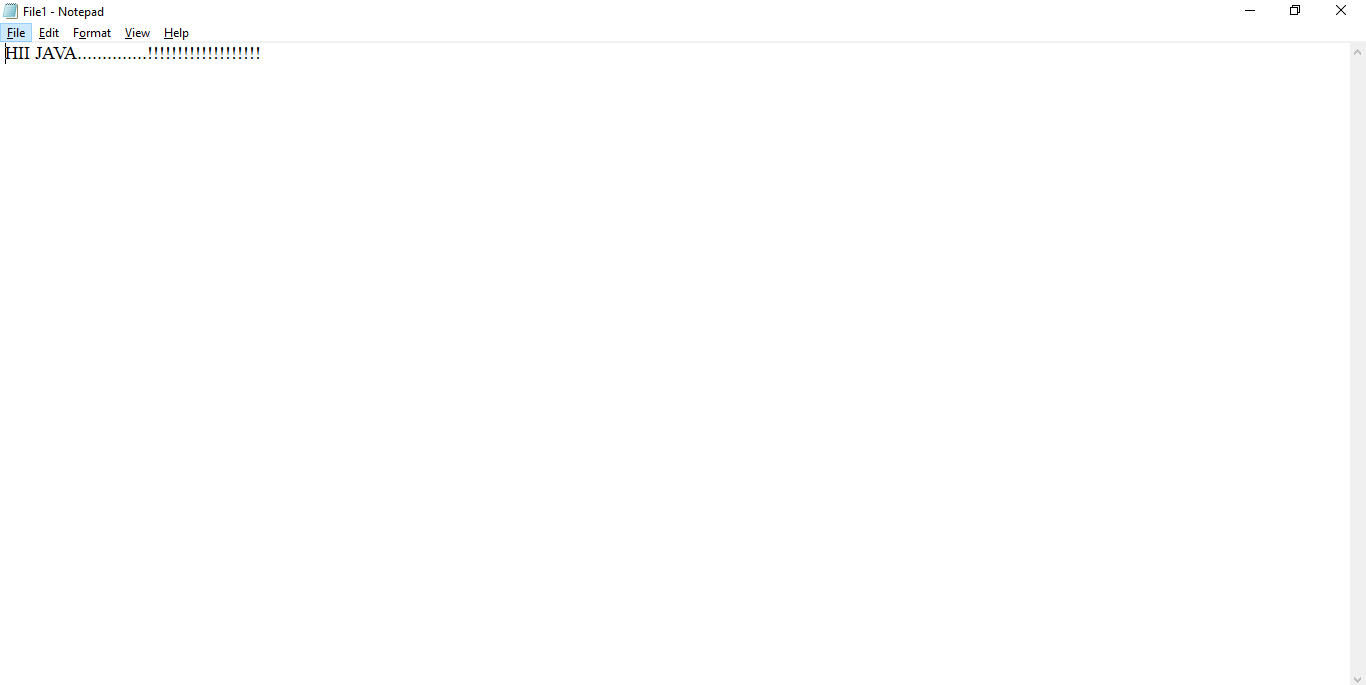 File1 - Notepad
File Edit Format View Help
HII JAVA..............!!!!!!!!!!!!!!!!!!!